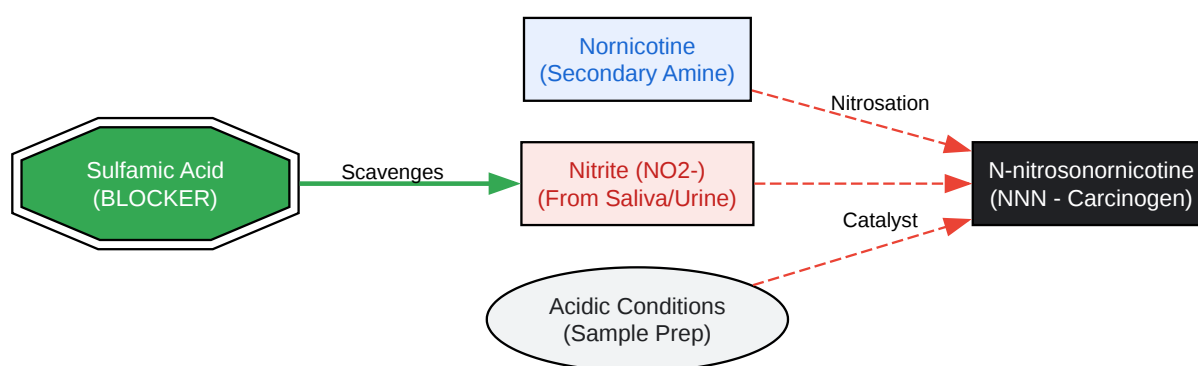 Nornicotine
(Secondary Amine)
Nitrosation
Sulfamic Acid
(BLOCKER)
Scavenges
Nitrite (NO2-)
(From Saliva/Urine)
N-nitrosonornicotine
(NNN - Carcinogen)
Catalyst
Acidic Conditions
(Sample Prep)